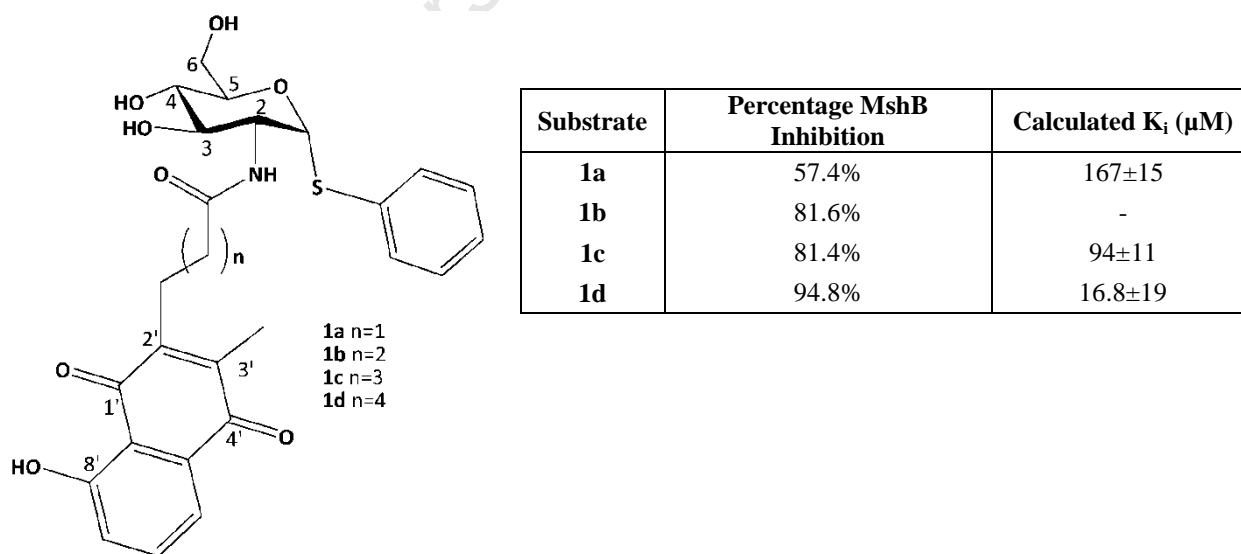 OH
6
HO
4
5
O
2
HO
3
O
NH
S
n
2'
3'
O
1'
4'
O
HO
8'
1a n=1
1b n=2
1c n=3
1d n=4
Substrate Percentage MshB Inhibition Calculated Ki (µM)
1a 57.4% 167±15
1b 81.6% -
1c 81.4% 94±11
1d 94.8% 16.8±19